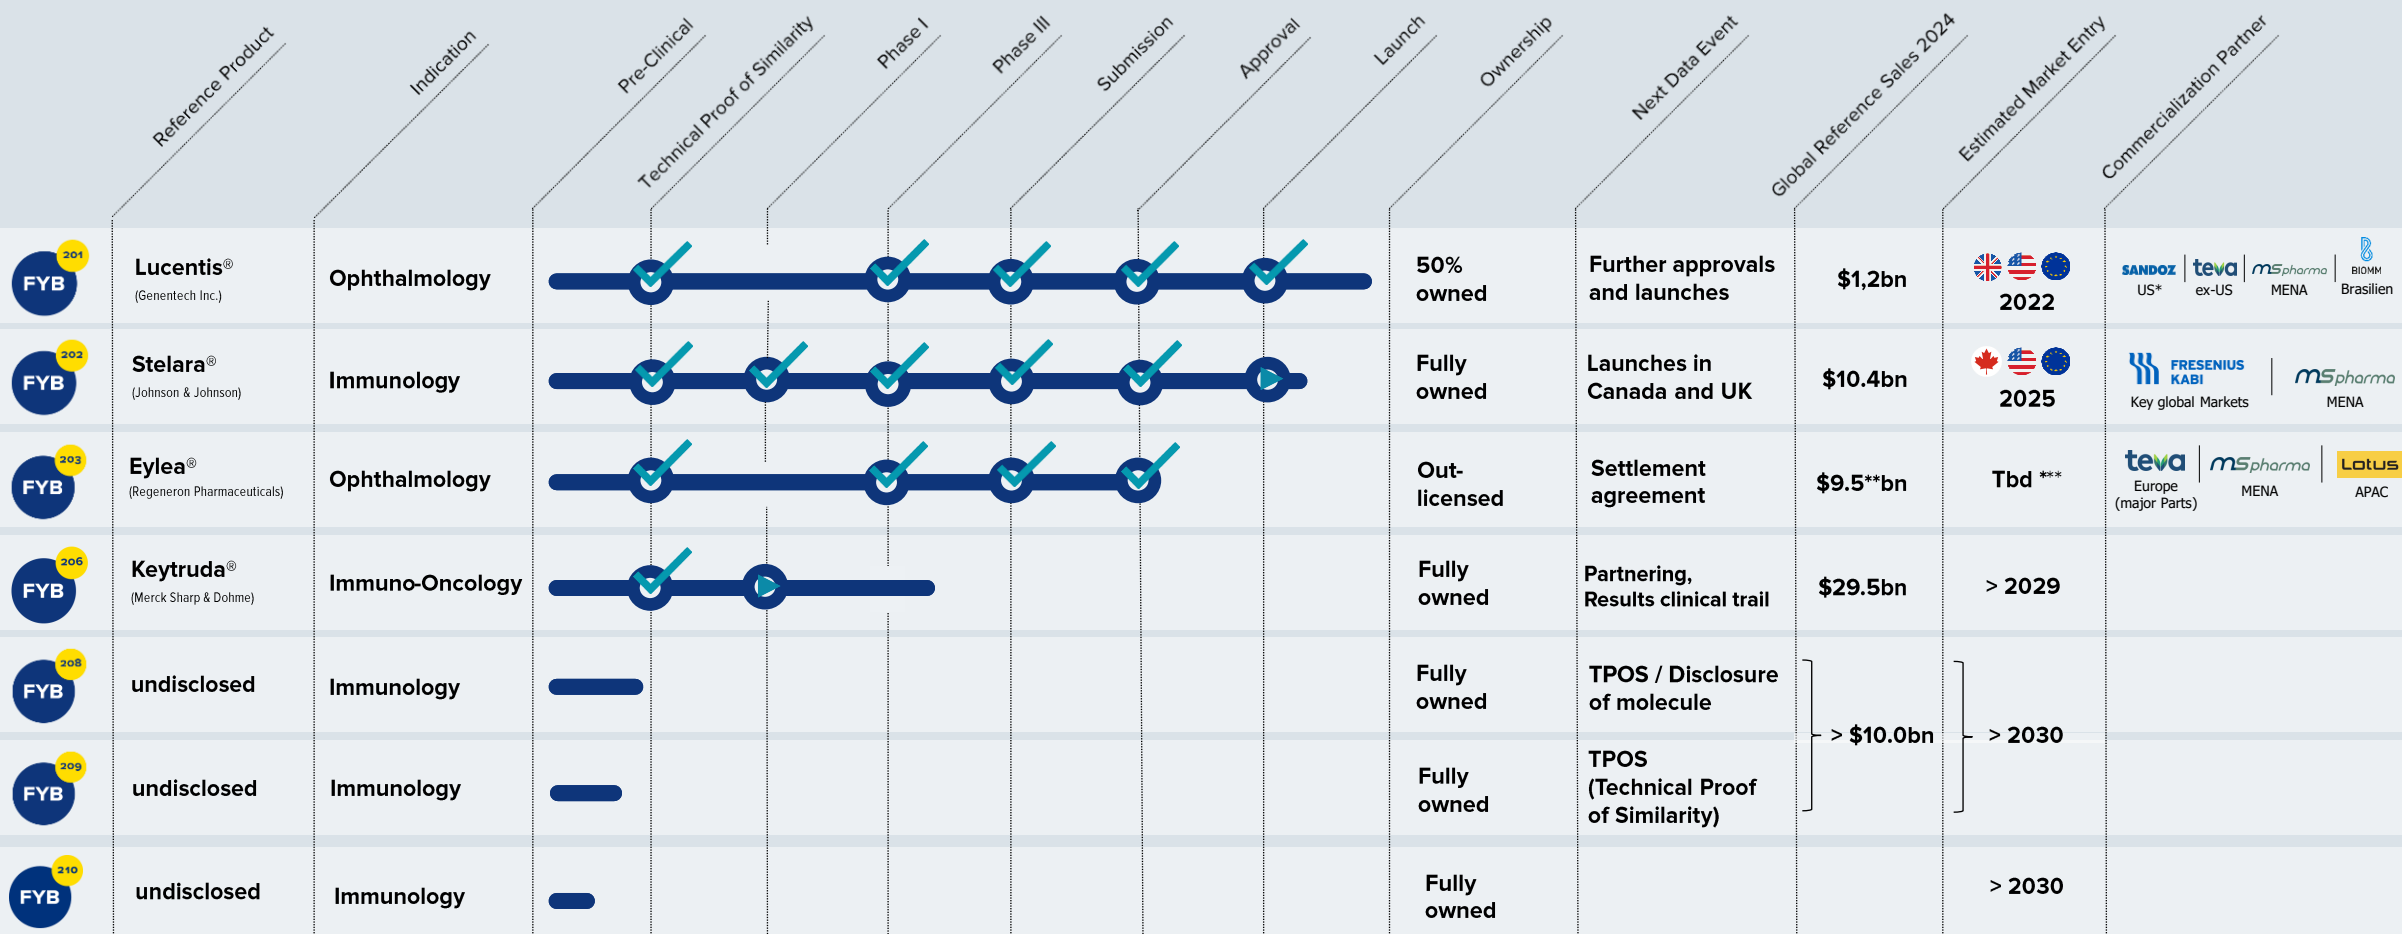 Reference Product
Indication
Pre-Clinical
Technical Proof of Similarity
Phase I
Phase III
Submission
Approval
Launch
Ownership
Next Data Event
Global Reference Sales 2024
Estimated Market Entry
Commercialization Partner
FYB 201
Lucentis®
(Genentech Inc.)
Ophthalmology
50%
owned
Further approvals
and launches
$1,2bn
2022
SANDOZ
US*
teva
ex-US
mspharma
MENA
BIOMM
Brasilien
FYB 202
Stelara®
(Johnson & Johnson)
Immunology
Fully
owned
Launches in
Canada and UK
$10.4bn
2025
FRESENIUS
KABI
Key global Markets
mspharma
MENA
FYB 203
Eylea®
(Regeneron Pharmaceuticals)
Ophthalmology
Out-
licensed
Settlement
agreement
$9.5**bn
Tbd ***
teva
Europe
(major Parts)
mspharma
MENA
Lotus
APAC
FYB 206
Keytruda®
(Merck Sharp & Dohme)
Immuno-Oncology
Fully
owned
Partnering,
Results clinical trail
$29.5bn
> 2029
FYB 208
undisclosed
Immunology
Fully
owned
TPOS / Disclosure
of molecule
> $10.0bn
> 2030
FYB 209
undisclosed
Immunology
Fully
owned
TPOS
(Technical Proof
of Similarity)
FYB 210
undisclosed
Immunology
Fully
owned
> 2030